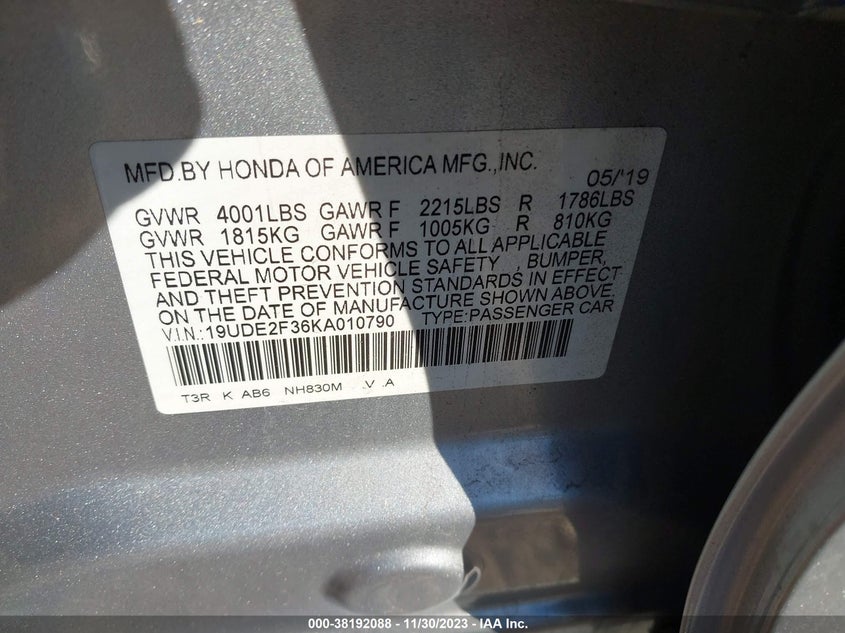 MFD.BY HONDA OF AMERICA MFG.,INC. 05/'19
GVWR 4001LBS GAWR F 2215LBS R 1786LBS
GVWR 1815KG GAWR F 1005KG R 810KG
THIS VEHICLE CONFORMS TO ALL APPLICABLE
FEDERAL MOTOR VEHICLE SAFETY , BUMPER,
AND THEFT PREVENTION STANDARDS IN EFFECT
ON THE DATE OF MANUFACTURE SHOWN ABOVE.
V.I.N.:19UDE2F36KA010790 TYPE:PASSENGER CAR
T3R K AB6 NH830M .V .A
000-38192088 - 11/30/2023 - IAA Inc.